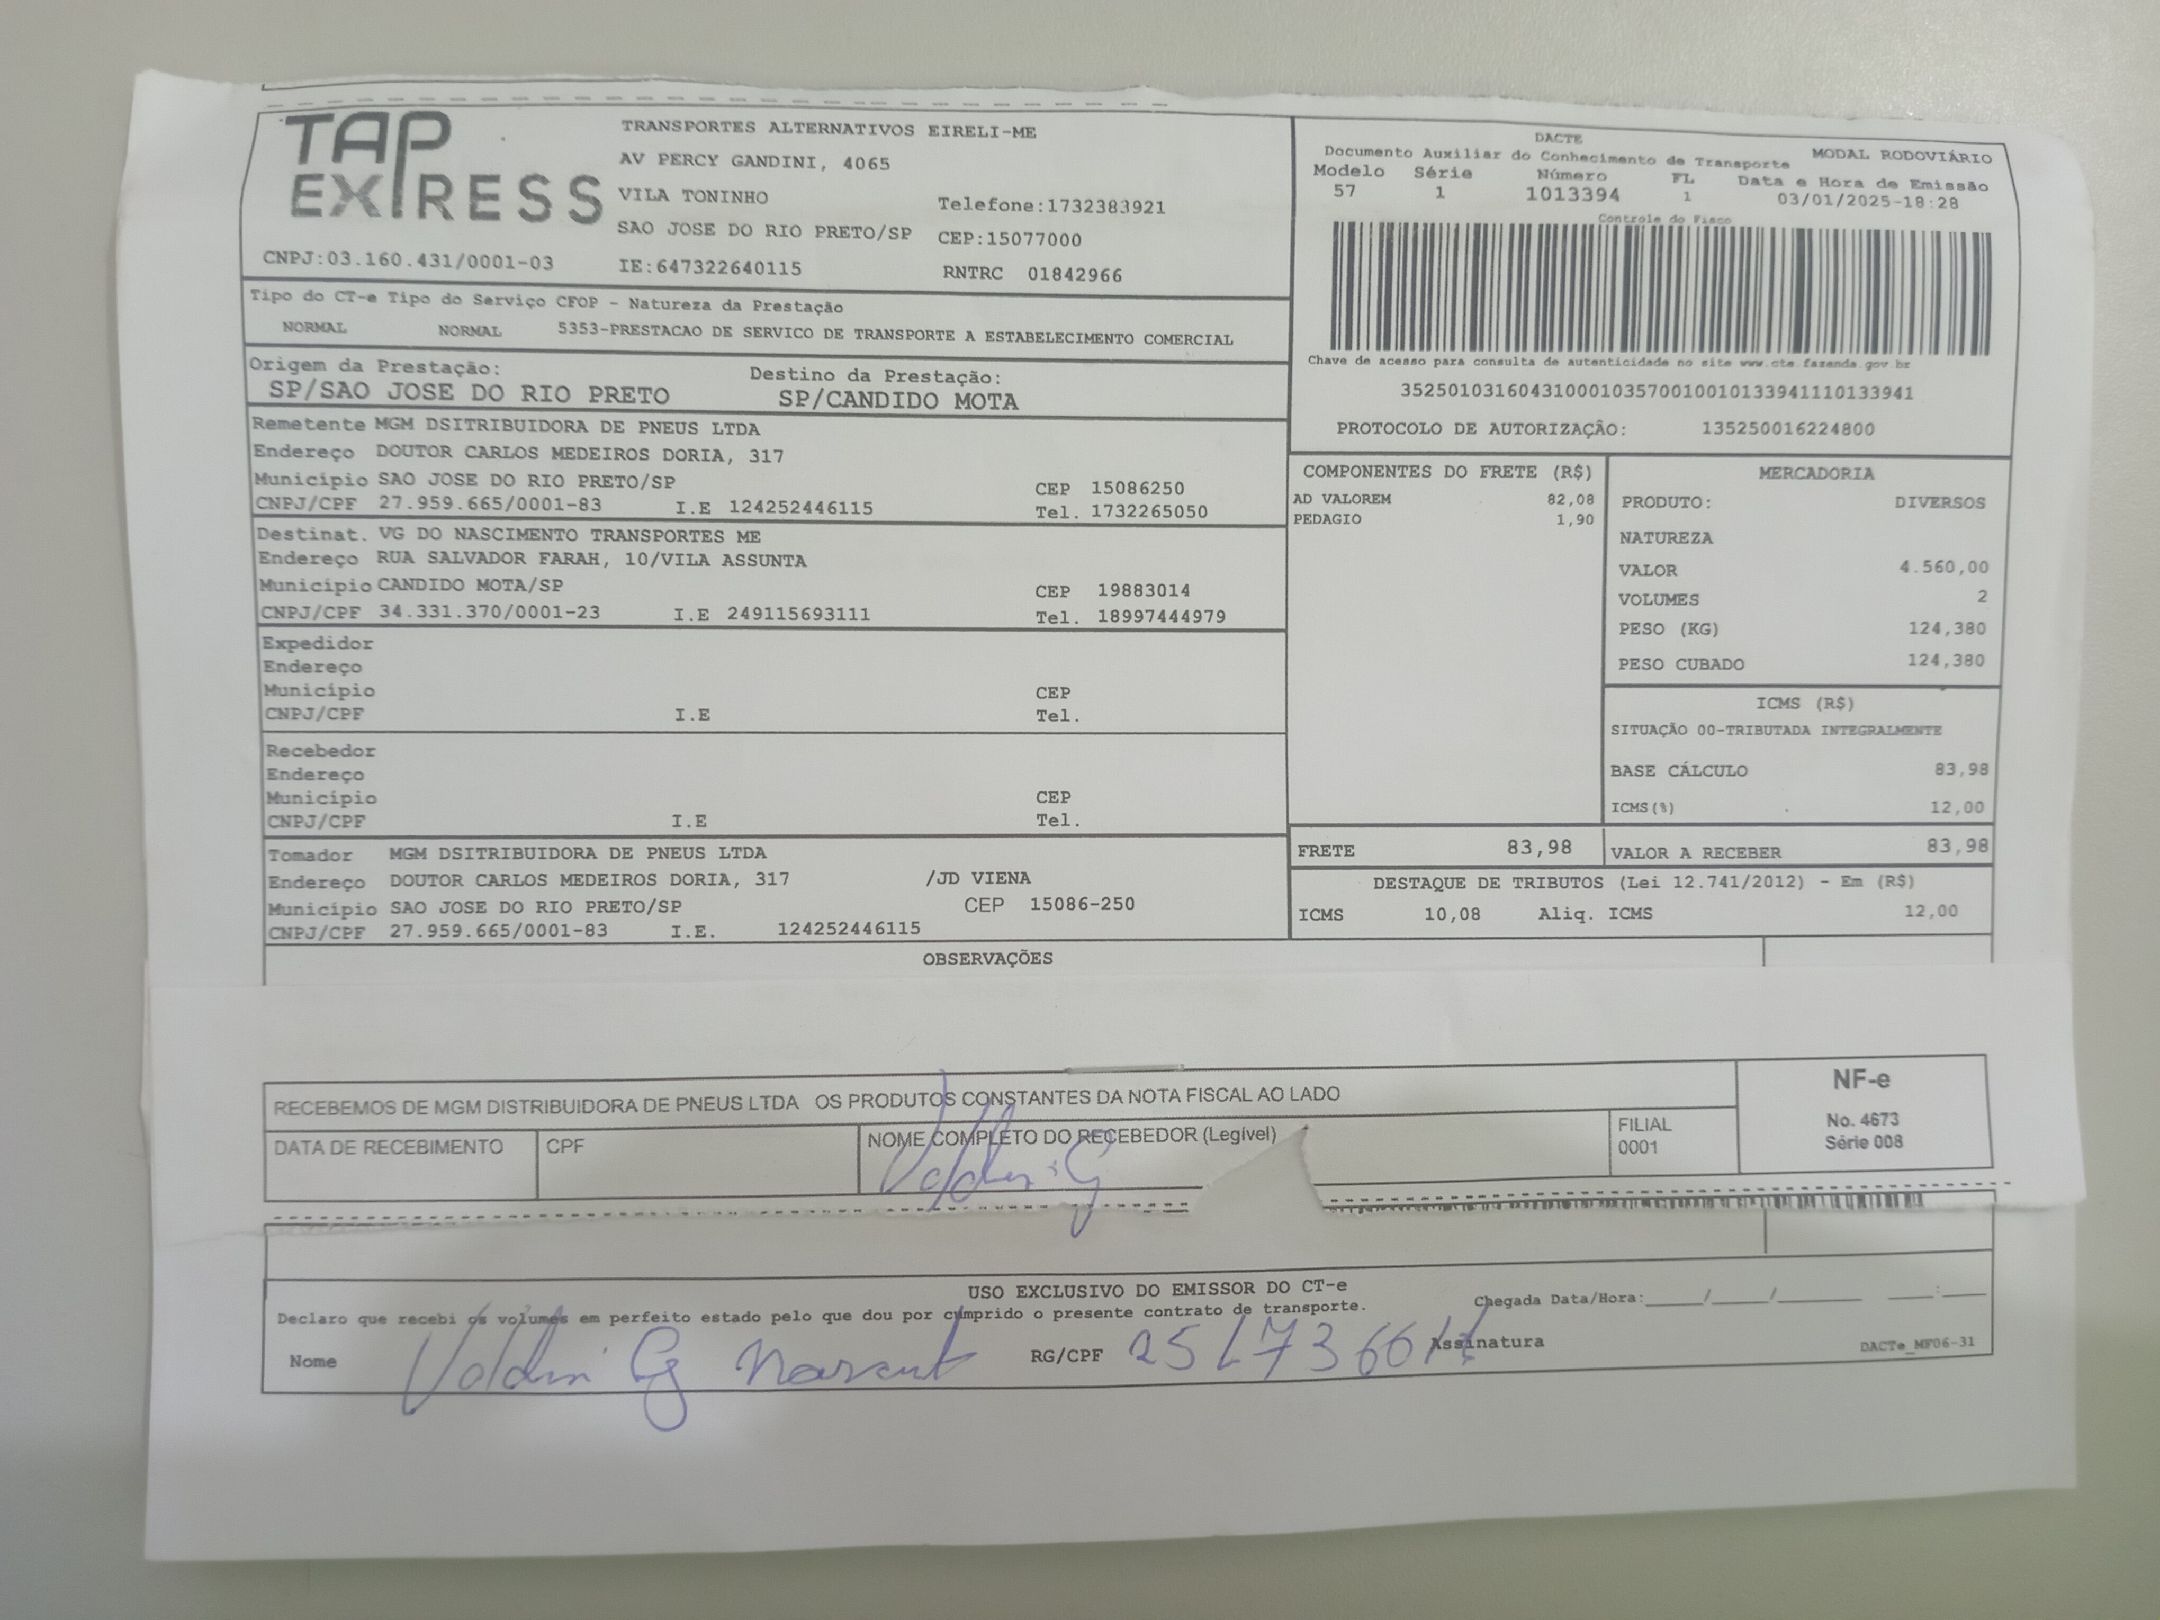 TAP EXPRESS
TRANSPORTES ALTERNATIVOS EIRELI-ME
AV PERCY GANDINI, 4065
VILA TONINHO Telefone:1732383921
SAO JOSE DO RIO PRETO/SP CEP:15077000
CNPJ:03.160.431/0001-03 IE:647322640115 RNTRC 01842966
DACTE
Documento Auxiliar do Conhecimento de Transporte MODAL RODOVIÁRIO
Modelo Série Número FL Data e Hora de Emissão
57 1 1013394 1 03/01/2025-18:28
Controle do Fisco
Chave de acesso para consulta de autenticidade no site www.cte.fazenda.gov.br
35250103160431000103570010010133941110133941
PROTOCOLO DE AUTORIZAÇÃO: 135250016224800
Tipo do CT-e Tipo do Serviço CFOP - Natureza da Prestação
NORMAL NORMAL 5353-PRESTACAO DE SERVICO DE TRANSPORTE A ESTABELECIMENTO COMERCIAL
Origem da Prestação: Destino da Prestação:
SP/SAO JOSE DO RIO PRETO SP/CANDIDO MOTA
Remetente MGM DSITRIBUIDORA DE PNEUS LTDA
Endereço DOUTOR CARLOS MEDEIROS DORIA, 317
Município SAO JOSE DO RIO PRETO/SP CEP 15086250
CNPJ/CPF 27.959.665/0001-83 I.E 124252446115 Tel. 1732265050
Destinat. VG DO NASCIMENTO TRANSPORTES ME
Endereço RUA SALVADOR FARAH, 10/VILA ASSUNTA
Município CANDIDO MOTA/SP CEP 19883014
CNPJ/CPF 34.331.370/0001-23 I.E 249115693111 Tel. 18997444979
Expedidor
Endereço
Município CEP
CNPJ/CPF I.E Tel.
Recebedor
Endereço
Município CEP
CNPJ/CPF I.E Tel.
Tomador MGM DSITRIBUIDORA DE PNEUS LTDA
Endereço DOUTOR CARLOS MEDEIROS DORIA, 317 /JD VIENA
Município SAO JOSE DO RIO PRETO/SP CEP 15086-250
CNPJ/CPF 27.959.665/0001-83 I.E. 124252446115
COMPONENTES DO FRETE (R$)
AD VALOREM 82,08
PEDAGIO 1,90
MERCADORIA
PRODUTO: DIVERSOS
NATUREZA
VALOR 4.560,00
VOLUMES 2
PESO (KG) 124,380
PESO CUBADO 124,380
ICMS (R$)
SITUAÇÃO 00-TRIBUTADA INTEGRALMENTE
BASE CÁLCULO 83,98
ICMS(%) 12,00
FRETE 83,98 VALOR A RECEBER 83,98
DESTAQUE DE TRIBUTOS (Lei 12.741/2012) - Em (R$)
ICMS 10,08 Aliq. ICMS 12,00
OBSERVAÇÕES
RECEBEMOS DE MGM DISTRIBUIDORA DE PNEUS LTDA OS PRODUTOS CONSTANTES DA NOTA FISCAL AO LADO
DATA DE RECEBIMENTO CPF NOME COMPLETO DO RECEBEDOR (Legível) FILIAL
0001
NF-e
No. 4673
Série 008
USO EXCLUSIVO DO EMISSOR DO CT-e
Declaro que recebi os volumes em perfeito estado pelo que dou por cumprido o presente contrato de transporte. Chegada Data/Hora:_____/_____/________ ____:____
Nome RG/CPF Assinatura DACTe_MF06-31